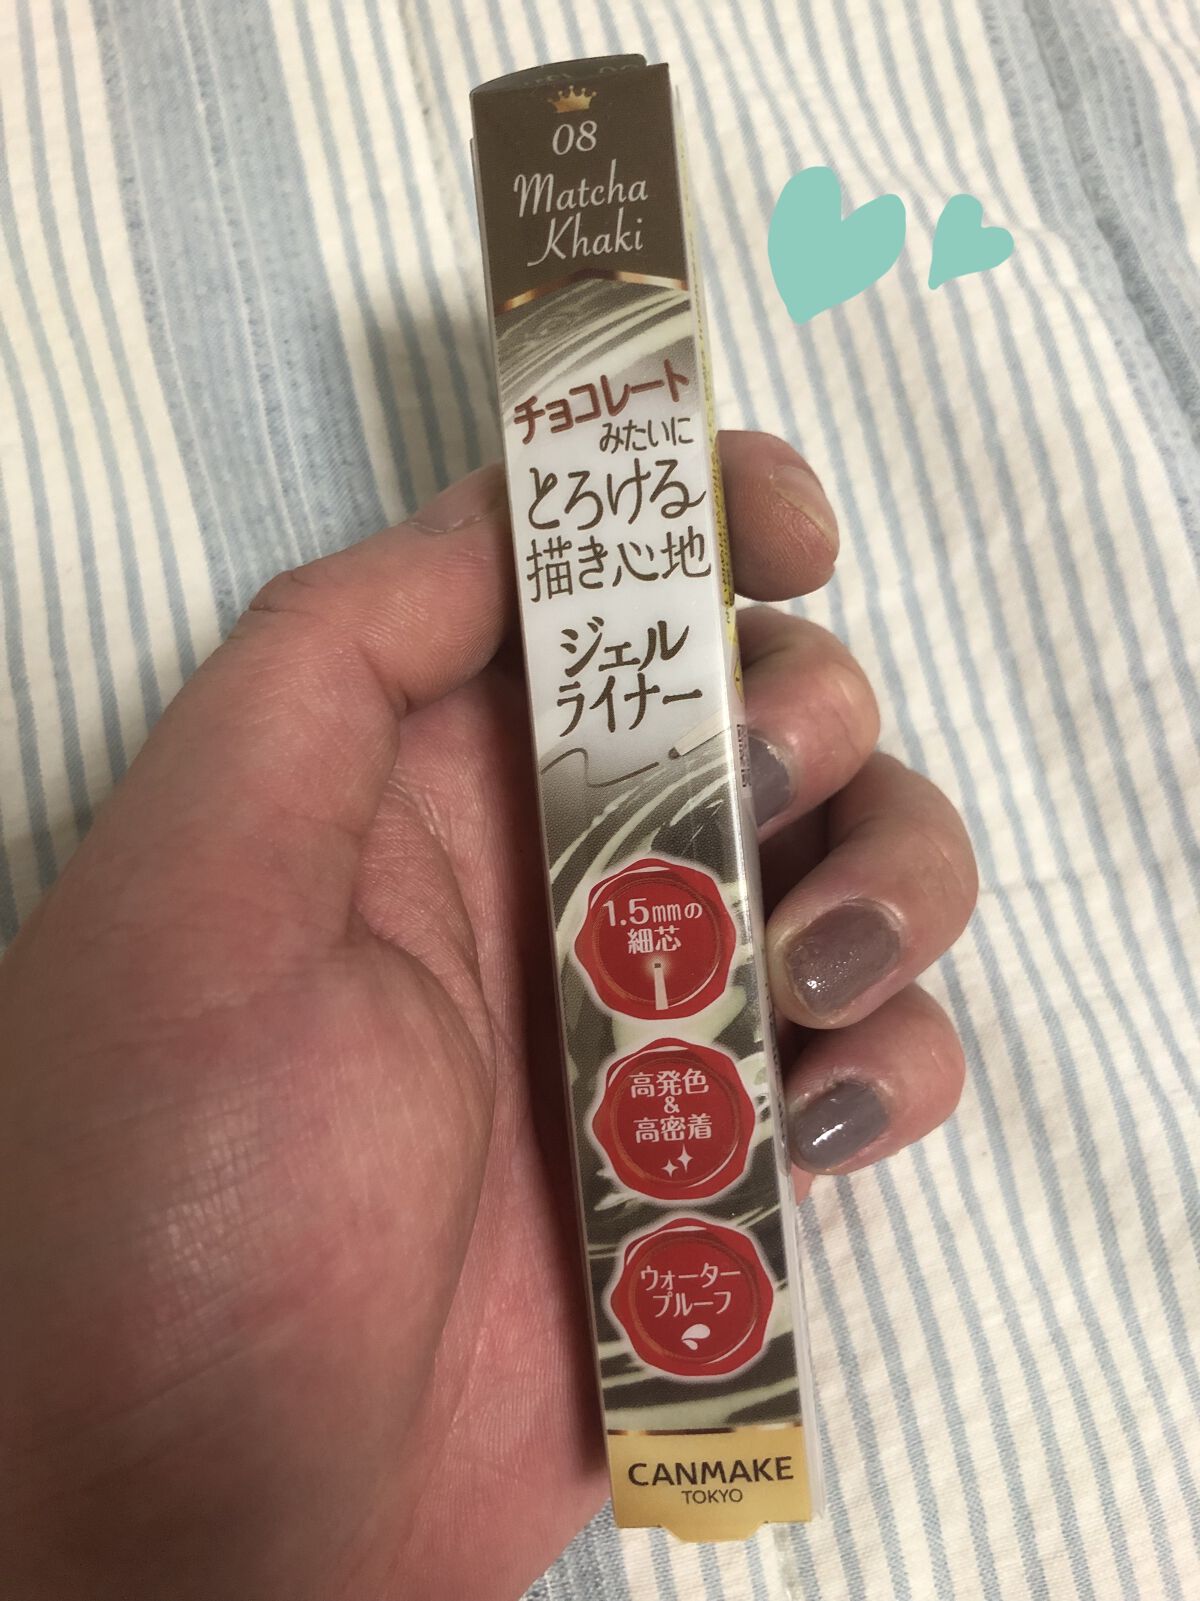 08
Matcha
Khaki
チョコレート
みたいに
とろける
描き心地
ジェル
ライナー
1.5㎜の
細芯
高発色
&
高密着
ウォーター
プルーフ
CANMAKE
TOKYO